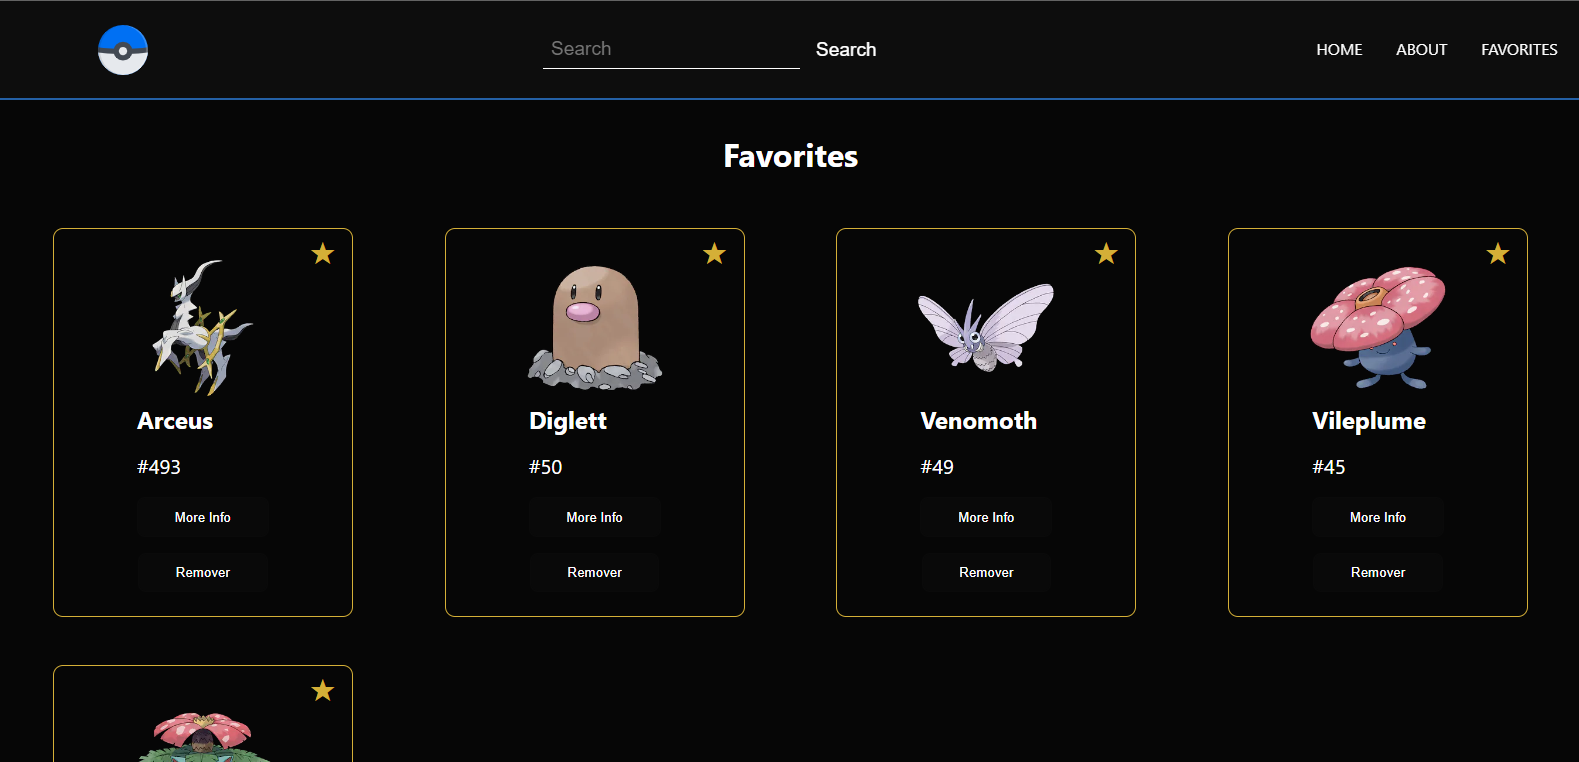 Search Search HOME ABOUT FAVORITES
Favorites
Arceus
#493
More Info
Remover
Diglett
#50
More Info
Remover
Venomoth
#49
More Info
Remover
Vileplume
#45
More Info
Remover